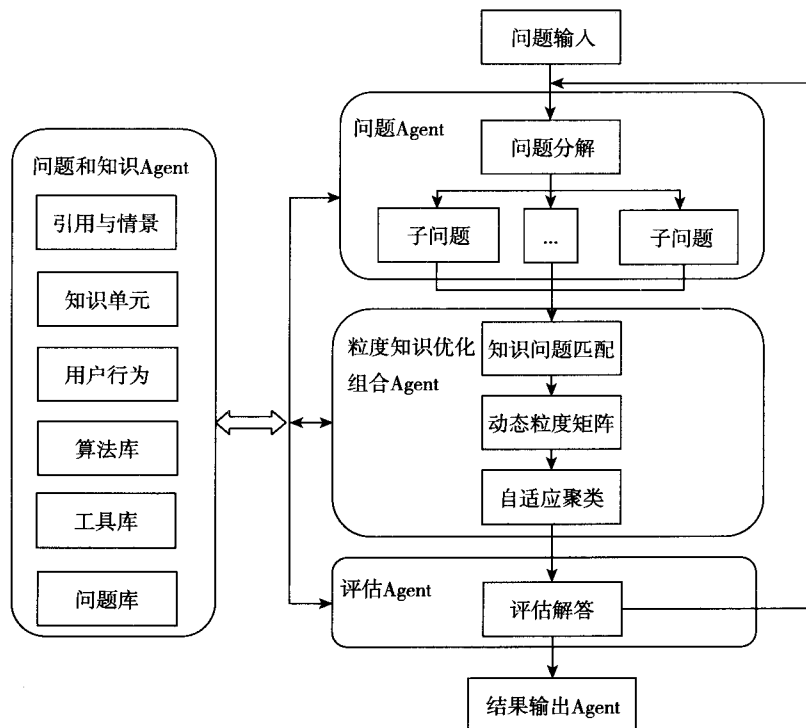 问题输入
问题Agent
问题分解
子问题
...
子问题
问题和知识Agent
引用与情景
知识单元
用户行为
算法库
工具库
问题库
粒度知识优化
组合Agent
知识问题匹配
动态粒度矩阵
自适应聚类
评估Agent
评估解答
结果输出Agent